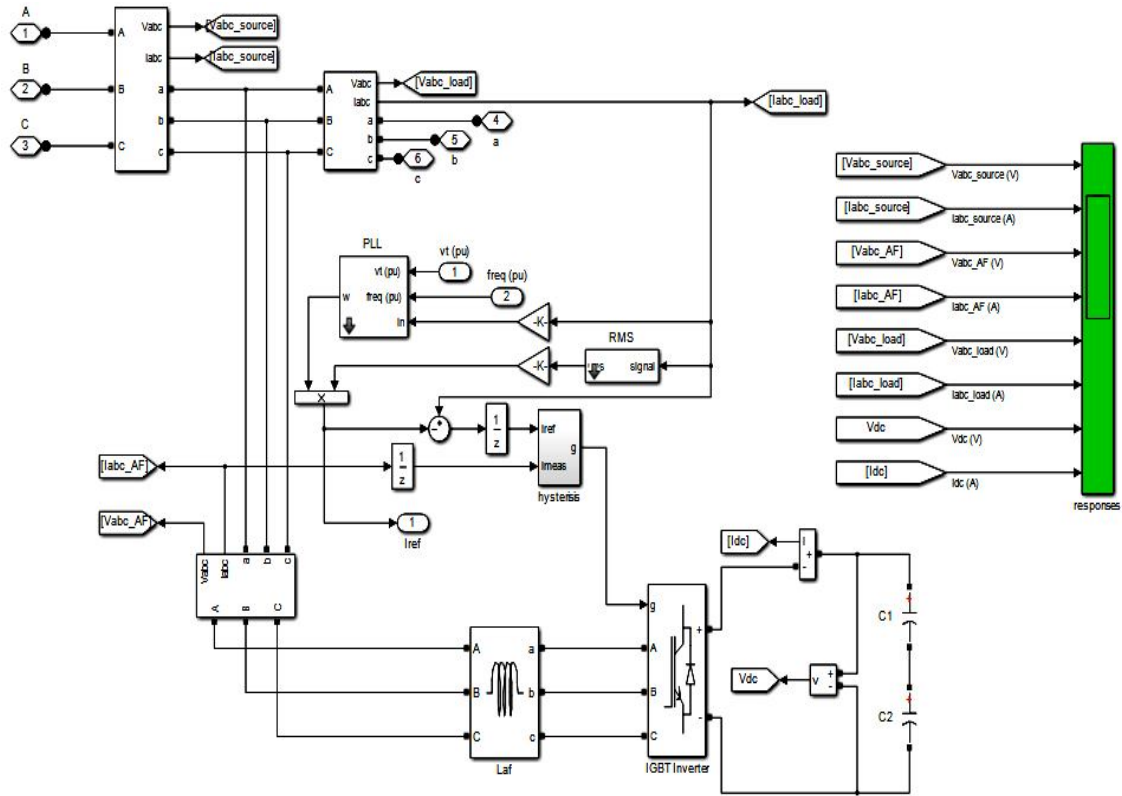 A
1
B
2
C
3
A
B
C
Vabc
Iabc
a
b
c
[Vabc_source]
[Iabc_source]
A
B
C
Vabc
Iabc
a
b
c
[Vabc_load]
[Iabc_load]
4
a
5
b
6
c
PLL
vt (pu)
freq (pu)
In
w
vt (pu)
1
freq (pu)
2
-K-
RMS
-K-
signal
X
1
z
Iref
Imeas
g
hysterisis
1
z
[Iabc_AF]
[Vabc_AF]
1
Iref
Vabc
Iabc
a
b
c
A
B
C
A
B
C
a
b
c
Laf
g
A
B
C
+
-
IGBT Inverter
[Idc]
I
+
-
Vdc
v
+
-
+
C1
+
C2
[Vabc_source]
Vabc_source (V)
[Iabc_source]
Iabc_source (A)
[Vabc_AF]
Vabc_AF (V)
[Iabc_AF]
Iabc_AF (A)
[Vabc_load]
Vabc_load (V)
[Iabc_load]
Iabc_load (A)
Vdc
Vdc (V)
[Idc]
Idc (A)
responses